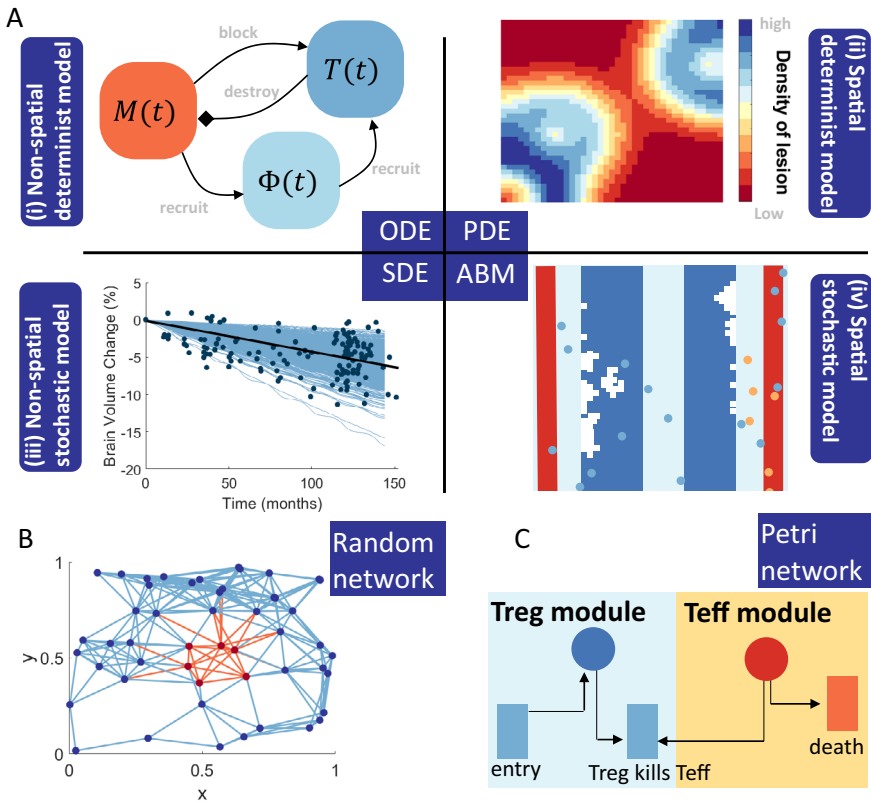 A
(i) Non-spatial
determinist model
block
M(t)
T(t)
destroy
Φ(t)
recruit
recruit
high
Density of lesion
Low
(ii) Spatial
determinist model
ODE
PDE
SDE
ABM
(iii) Non-spatial
stochastic model
Brain Volume Change (%)
5
0
-5
-10
-15
-20
0
50
100
150
Time (months)
(iv) Spatial
stochastic model
B
Random
network
1
0.5
0
y
0
0.5
1
x
C
Petri
network
Treg module
Teff module
entry
Treg kills Teff
death